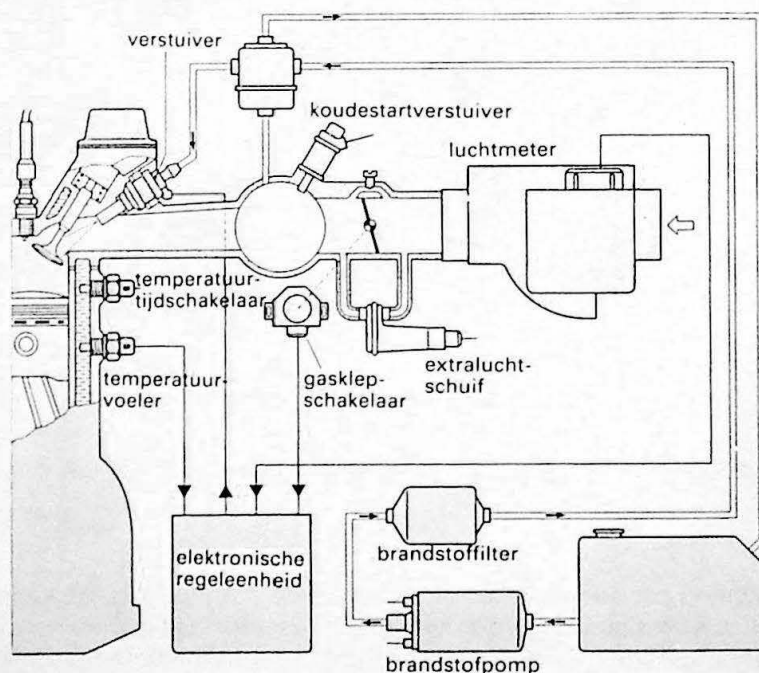 verstuiver
koudestartverstuiver
luchtmeter
temperatuur-
tijdschakelaar
temperatuur-
voeler
gasklep-
schakelaar
extralucht-
schuif
elektronische
regeleenheid
brandstoffilter
brandstofpomp